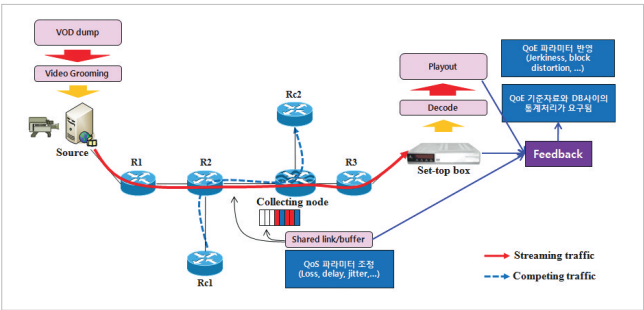 VOD dump
Video Grooming
Source
R1
R2
Rc1
Rc2
Collecting node
R3
Shared link/buffer
QoS 파라미터 조정
(Loss, delay, jitter,...)
Playout
Decode
Set-top box
QoE 파라미터 반영
(Jerkiness, block
distortion, ...)
QoE 기준자료와 DB사이의
통계처리가 요구됨
Feedback
Streaming traffic
Competing traffic